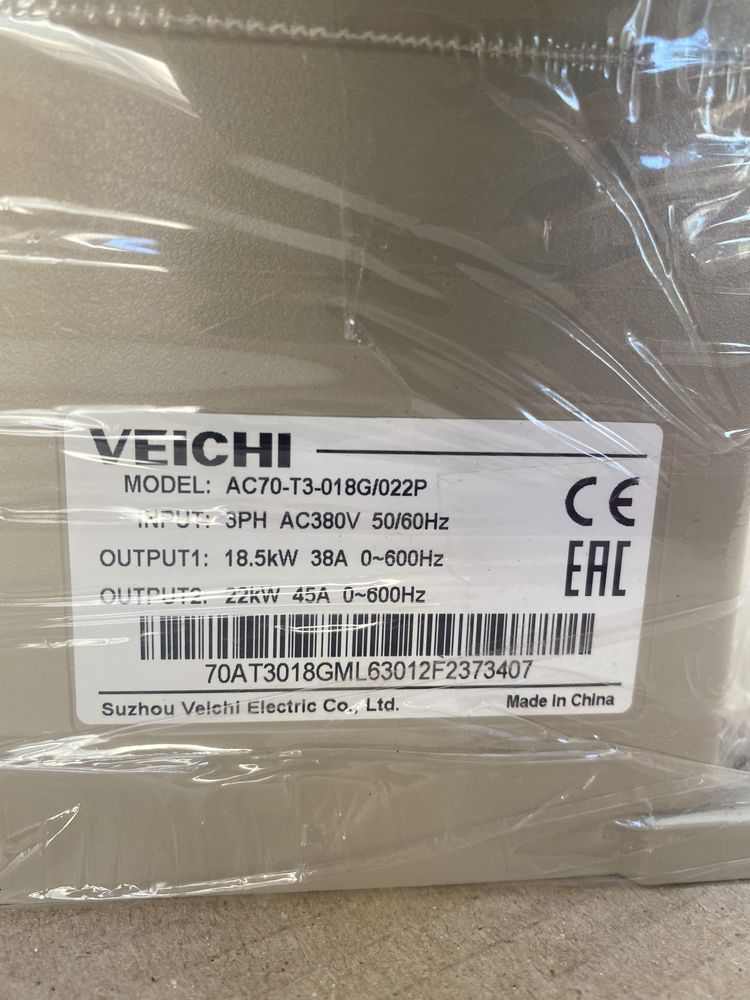 VEICHI
MODEL: AC70-T3-018G/022P
INPUT: 3PH AC380V 50/60Hz
OUTPUT1: 18.5kW 38A 0~600Hz
OUTPUT2: 22kW 45A 0~600Hz
CE
EAC
70AT3018GML63012F2373407
Suzhou Veichi Electric Co., Ltd.
Made In China